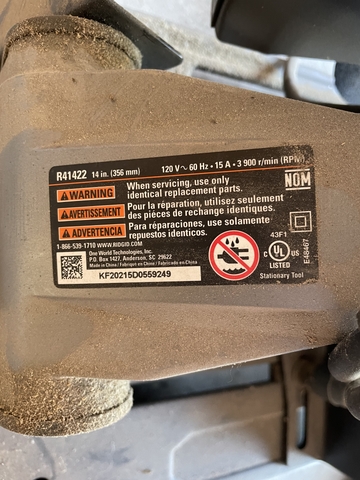 R41422 14 in. (356 mm) 120 V~ 60 Hz • 15 A • 3 900 r/min (RPM)
WARNING
When servicing, use only
identical replacement parts.
AVERTISSEMENT
Pour la réparation, utilisez seulement
des pièces de rechange identiques.
ADVERTENCIA
Para reparaciones, use solamente
repuestos idénticos.
NOM
1-866-539-1710 WWW.RIDGID.COM
One World Technologies, Inc.
P.O. Box 1427, Anderson, SC 29622
Made in China / Fabriqué en Chine / Fabricado en China
KF20215D0559249
43F1
C UL US
LISTED
E48467
Stationary Tool